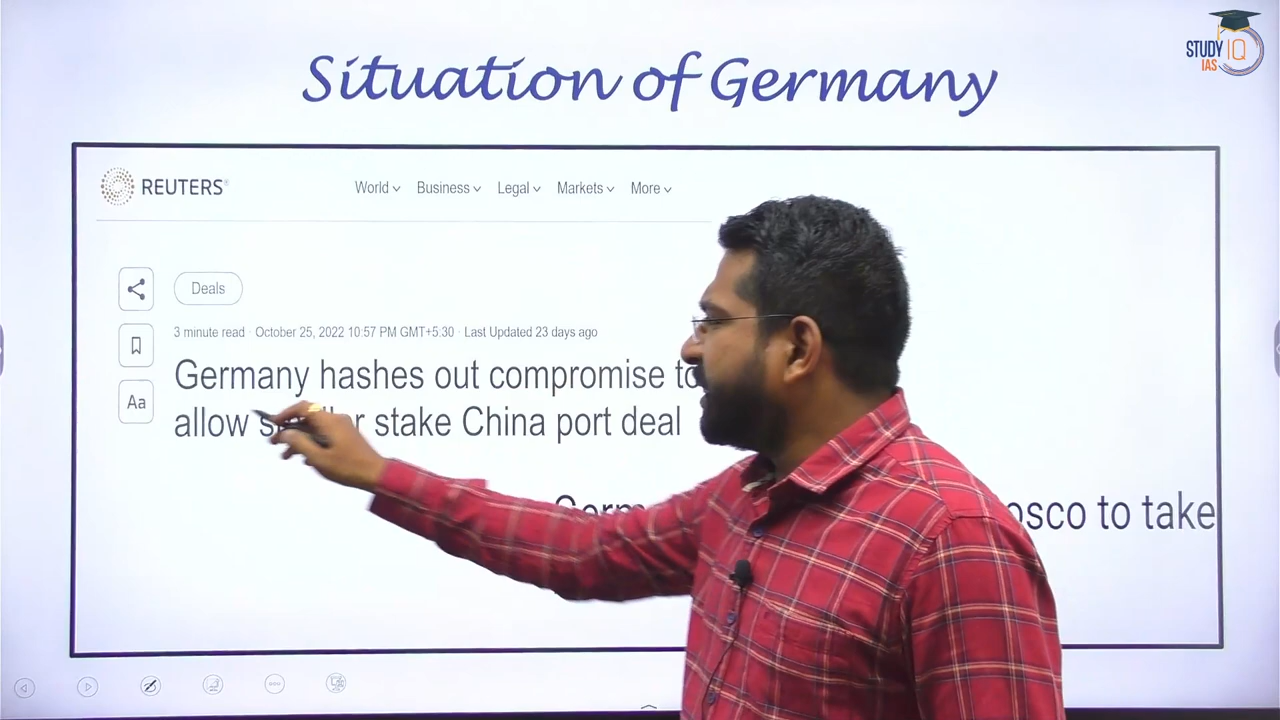 Situation of Germany
STUDY IQ
IAS
REUTERS®
World Business Legal Markets More
Deals
3 minute read · October 25, 2022 10:57 PM GMT+5.30 · Last Updated 23 days ago
Germany hashes out compromise to
allow stake China port deal
Aa
to take